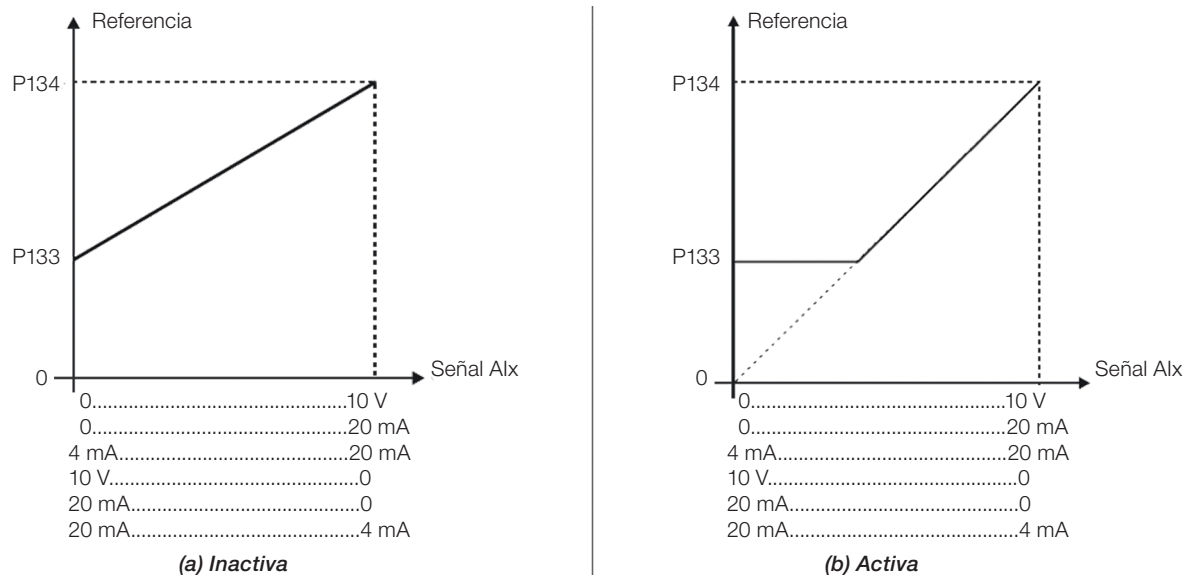 Referencia
P134
P133
0
Señal AIx
0................................................10 V
0................................................20 mA
4 mA...........................................20 mA
10 V...............................................0
20 mA...........................................0
20 mA...........................................4 mA
(a) Inactiva
Referencia
P134
P133
0
Señal AIx
0................................................10 V
0................................................20 mA
4 mA...........................................20 mA
10 V...............................................0
20 mA...........................................0
20 mA...........................................4 mA
(b) Activa